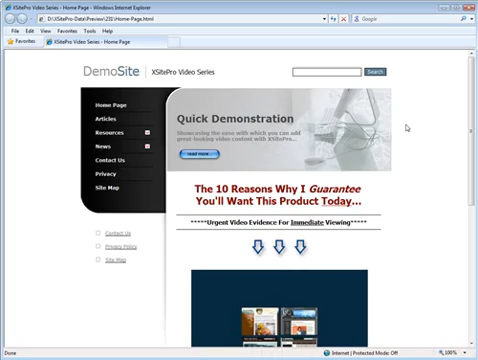 XSitePro Video Series - Home Page - Windows Internet Explorer
D:\XSitePro-Data\Preview\231\Home-Page.html
Google
File Edit View Favorites Tools Help
Favorites XSitePro Video Series - Home Page
DemoSite XSitePro Video Series
Search
Home Page
Articles
Resources
News
Contact Us
Privacy
Site Map
Quick Demonstration
Showcasing the ease with which you can add
great-looking video content with XSitePro...
read more...
The 10 Reasons Why I Guarantee
You'll Want This Product Today...
*****Urgent Video Evidence For Immediate Viewing*****
Contact Us
Privacy Policy
Site Map
Done
Internet | Protected Mode: Off
100%